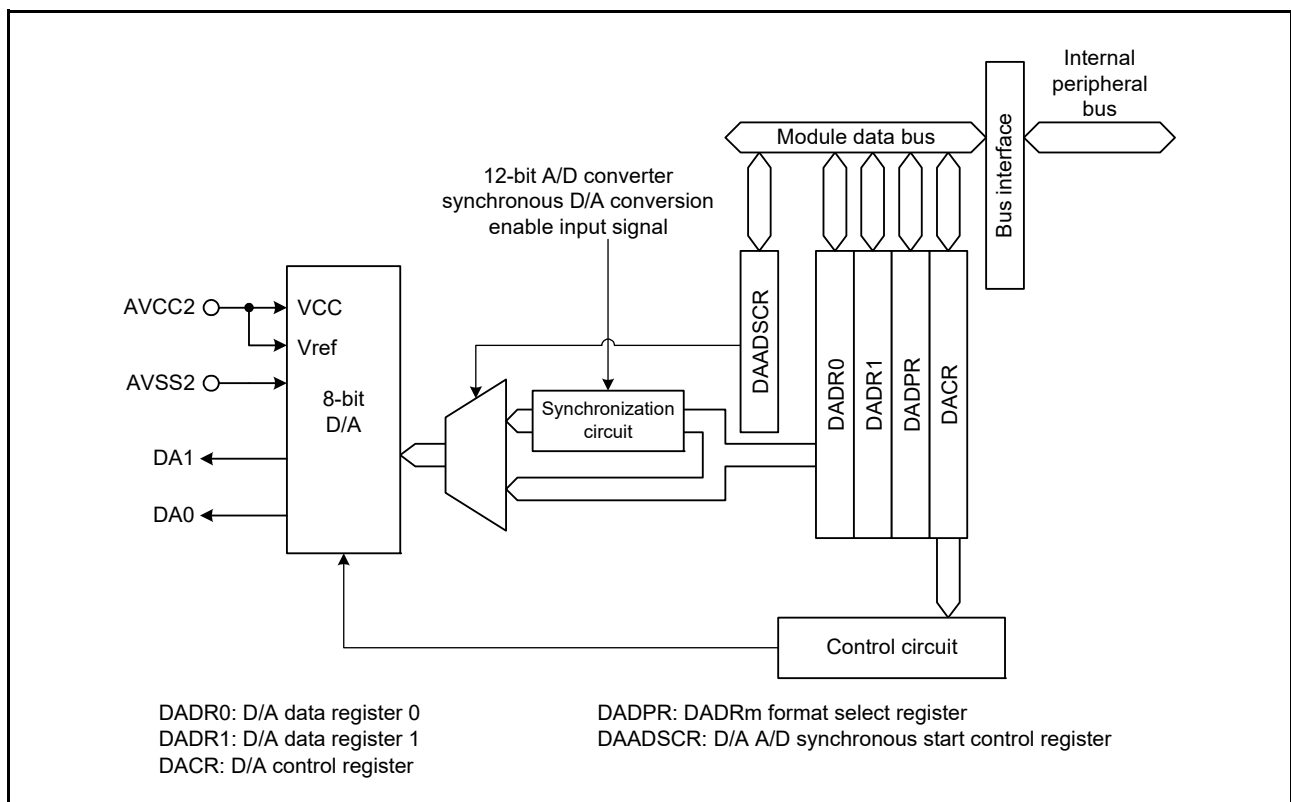 Internal
peripheral
bus
Module data bus
Bus interface
12-bit A/D converter
synchronous D/A conversion
enable input signal
AVCC2
VCC
Vref
AVSS2
8-bit
D/A
DA1
DA0
Synchronization
circuit
DAADSCR
DADR0
DADR1
DADPR
DACR
Control circuit
DADR0: D/A data register 0
DADR1: D/A data register 1
DACR: D/A control register
DADPR: DADRm format select register
DAADSCR: D/A A/D synchronous start control register